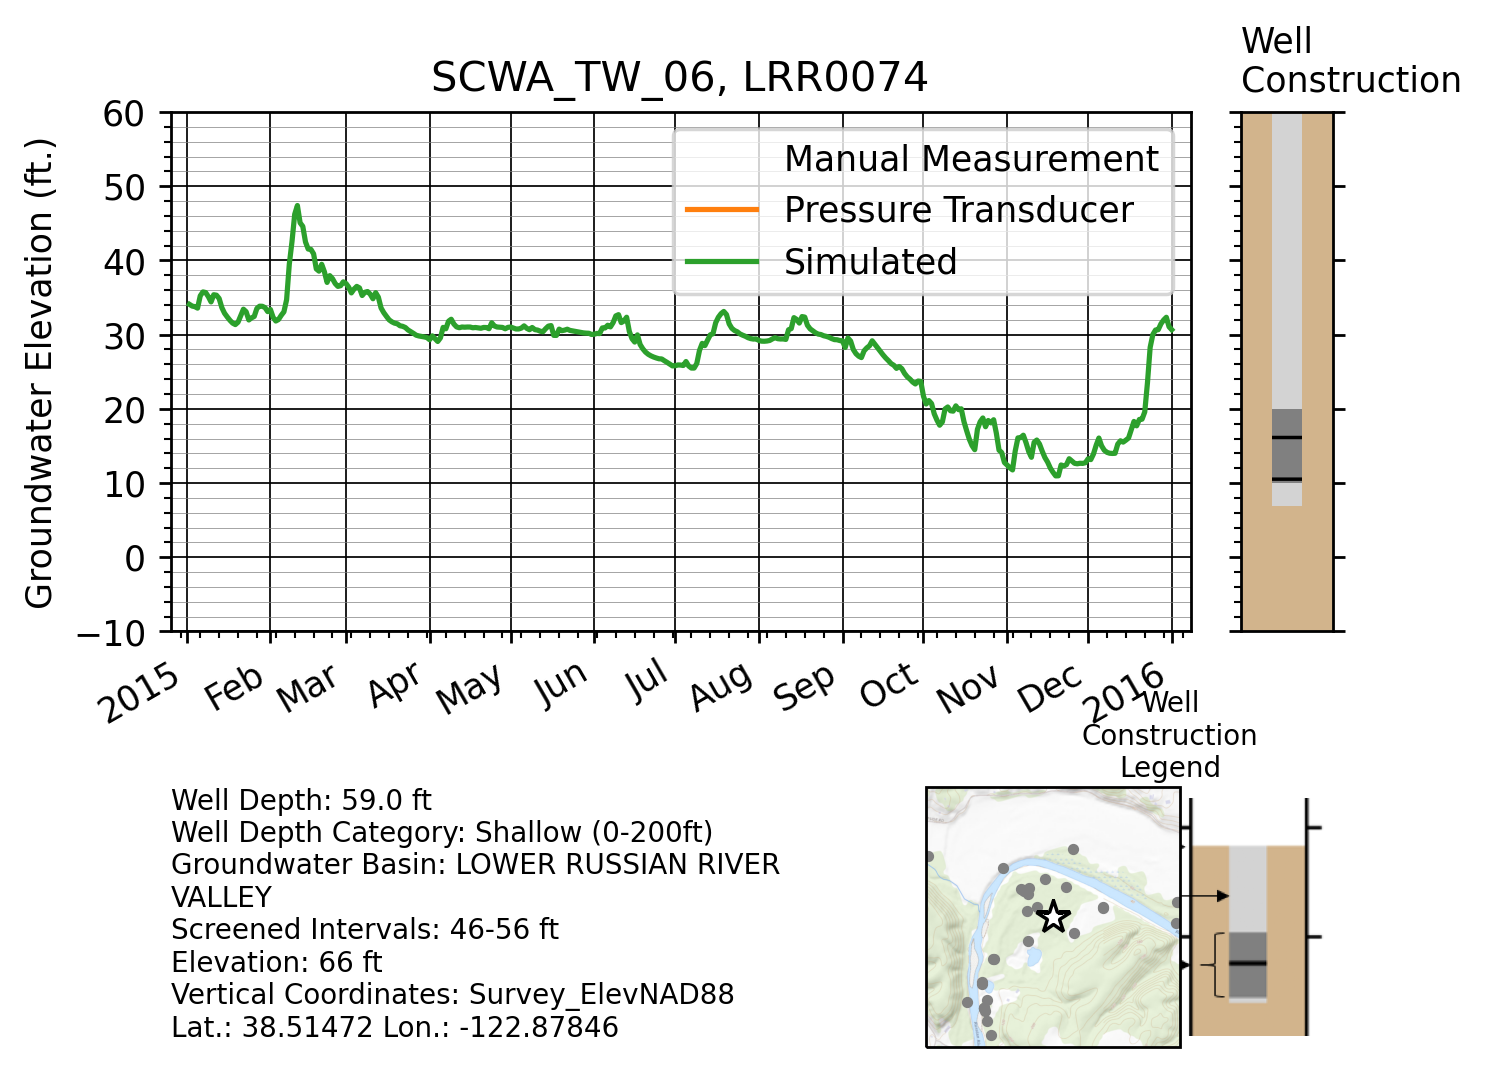 Well
Construction
SCWA_TW_06, LRR0074
60
50
40
30
20
10
0
−10
Groundwater Elevation (ft.)
Manual Measurement
Pressure Transducer
Simulated
2015
Feb
Mar
Apr
May
Jun
Jul
Aug
Sep
Oct
Nov
Dec
2016
Well
Construction
Legend
Well Depth: 59.0 ft
Well Depth Category: Shallow (0-200ft)
Groundwater Basin: LOWER RUSSIAN RIVER
VALLEY
Screened Intervals: 46-56 ft
Elevation: 66 ft
Vertical Coordinates: Survey_ElevNAD88
Lat.: 38.51472 Lon.: -122.87846